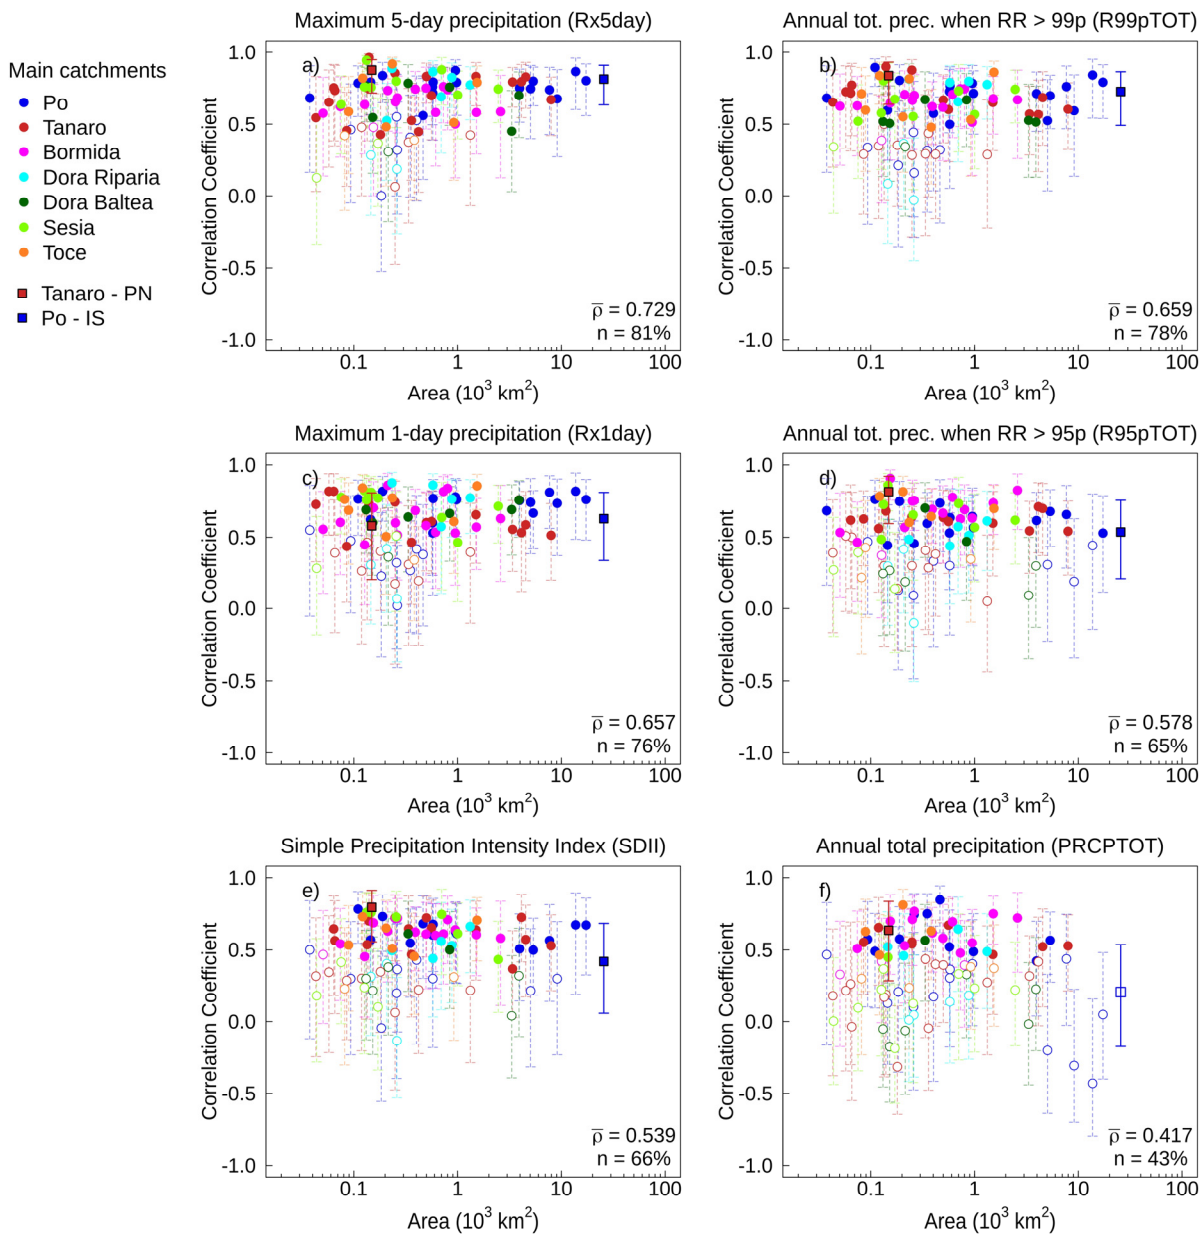 Main catchments
Po
Tanaro
Bormida
Dora Riparia
Dora Baltea
Sesia
Toce
Tanaro - PN
Po - IS
Maximum 5-day precipitation (Rx5day)
a)
Correlation Coefficient
1.0
0.5
0.0
-0.5
-1.0
ρ̅ = 0.729
n = 81%
0.1 1 10 100
Area (10³ km²)
Annual tot. prec. when RR > 99p (R99pTOT)
b)
Correlation Coefficient
1.0
0.5
0.0
-0.5
-1.0
ρ̅ = 0.659
n = 78%
0.1 1 10 100
Area (10³ km²)
Maximum 1-day precipitation (Rx1day)
c)
Correlation Coefficient
1.0
0.5
0.0
-0.5
-1.0
ρ̅ = 0.657
n = 76%
0.1 1 10 100
Area (10³ km²)
Annual tot. prec. when RR > 95p (R95pTOT)
d)
Correlation Coefficient
1.0
0.5
0.0
-0.5
-1.0
ρ̅ = 0.578
n = 65%
0.1 1 10 100
Area (10³ km²)
Simple Precipitation Intensity Index (SDII)
e)
Correlation Coefficient
1.0
0.5
0.0
-0.5
-1.0
ρ̅ = 0.539
n = 66%
0.1 1 10 100
Area (10³ km²)
Annual total precipitation (PRCPTOT)
f)
Correlation Coefficient
1.0
0.5
0.0
-0.5
-1.0
ρ̅ = 0.417
n = 43%
0.1 1 10 100
Area (10³ km²)